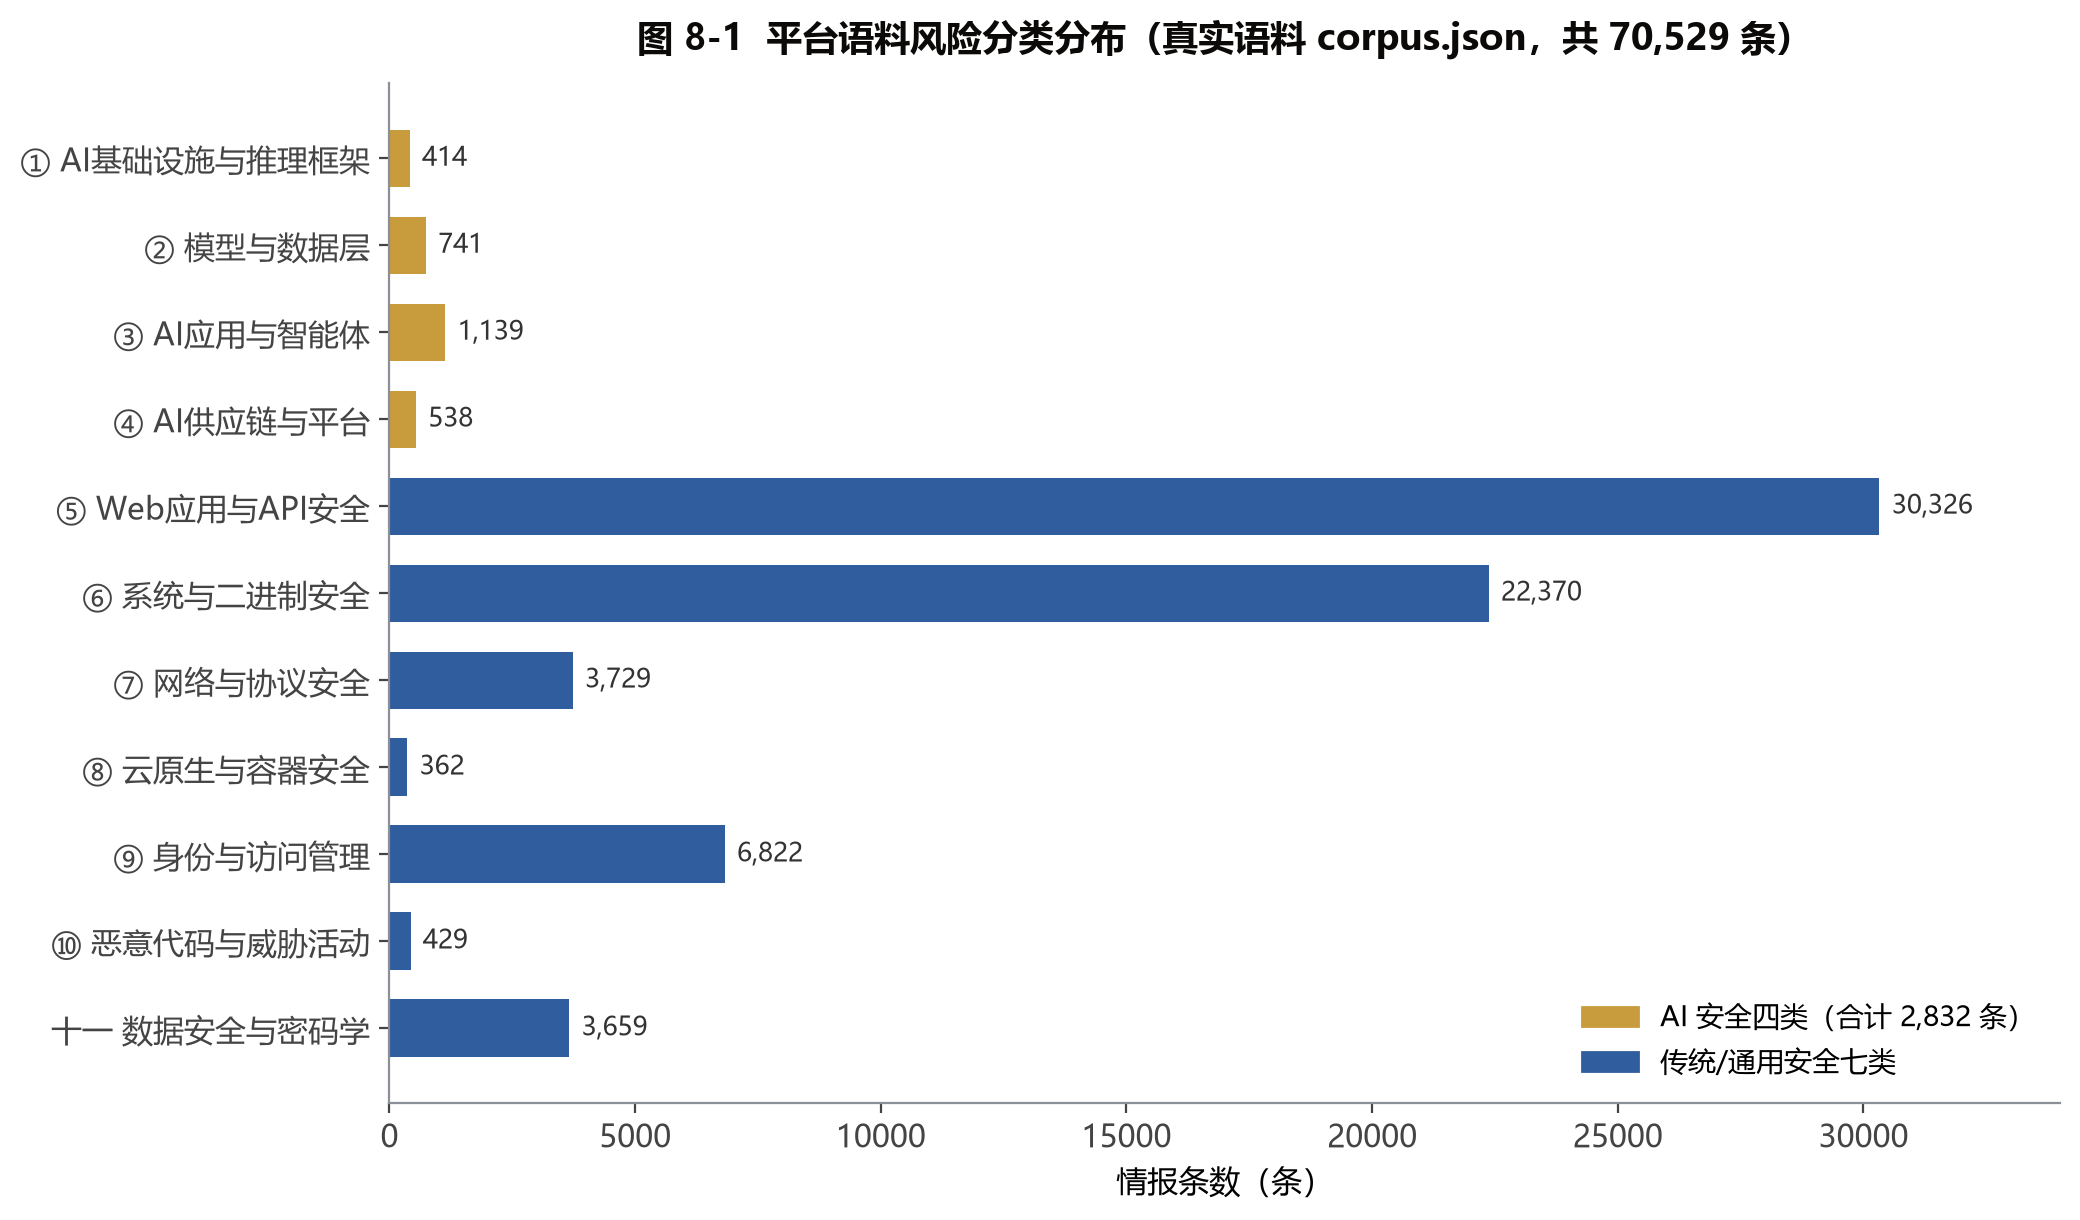 图 8-1 平台语料风险分类分布（真实语料 corpus.json，共 70,529 条）
① AI基础设施与推理框架 414
② 模型与数据层 741
③ AI应用与智能体 1,139
④ AI供应链与平台 538
⑤ Web应用与API安全 30,326
⑥ 系统与二进制安全 22,370
⑦ 网络与协议安全 3,729
⑧ 云原生与容器安全 362
⑨ 身份与访问管理 6,822
⑩ 恶意代码与威胁活动 429
十一 数据安全与密码学 3,659
AI 安全四类（合计 2,832 条）
传统/通用安全七类
0 5000 10000 15000 20000 25000 30000
情报条数（条）